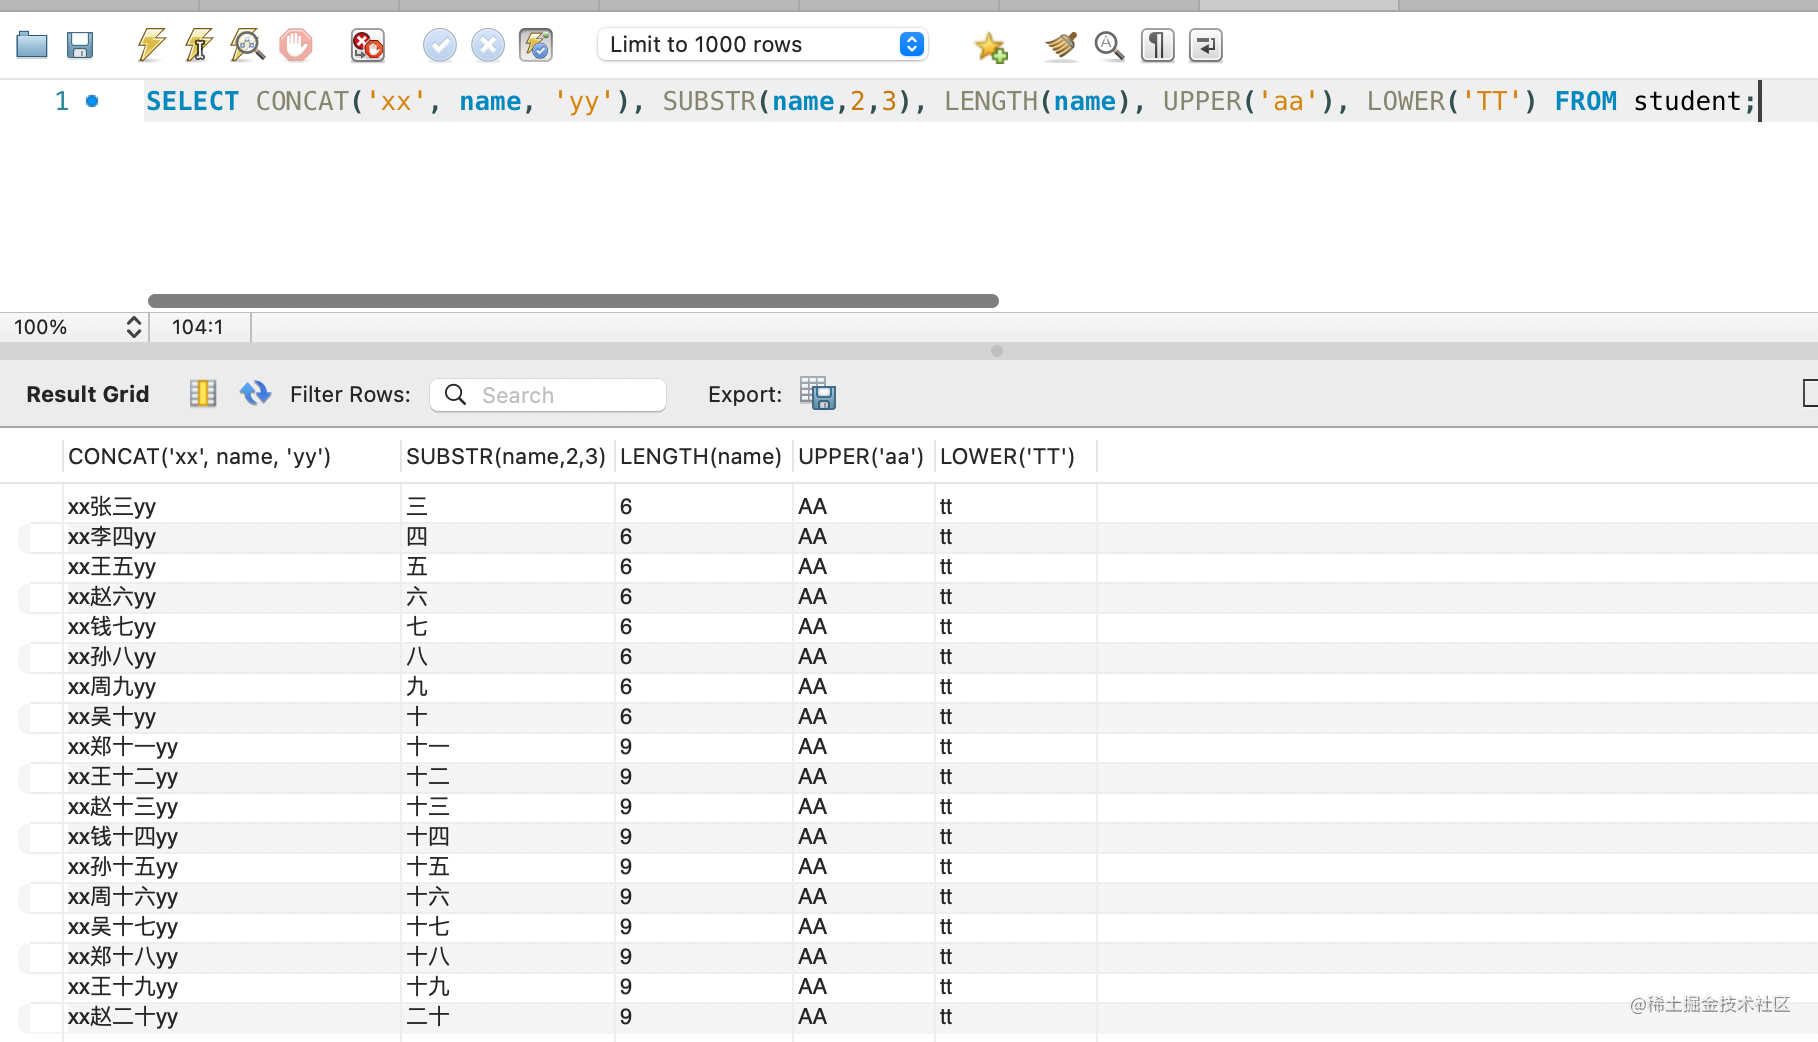 Limit to 1000 rows
1 SELECT CONCAT('xx', name, 'yy'), SUBSTR(name,2,3), LENGTH(name), UPPER('aa'), LOWER('TT') FROM student;
100% 104:1
Result Grid Filter Rows: Search Export:
CONCAT('xx', name, 'yy') SUBSTR(name,2,3) LENGTH(name) UPPER('aa') LOWER('TT')
xx张三yy 三 6 AA tt
xx李四yy 四 6 AA tt
xx王五yy 五 6 AA tt
xx赵六yy 六 6 AA tt
xx钱七yy 七 6 AA tt
xx孙八yy 八 6 AA tt
xx周九yy 九 6 AA tt
xx吴十yy 十 6 AA tt
xx郑十一yy 十一 9 AA tt
xx王十二yy 十二 9 AA tt
xx赵十三yy 十三 9 AA tt
xx钱十四yy 十四 9 AA tt
xx孙十五yy 十五 9 AA tt
xx周十六yy 十六 9 AA tt
xx吴十七yy 十七 9 AA tt
xx郑十八yy 十八 9 AA tt
xx王十九yy 十九 9 AA tt
xx赵二十yy 二十 9 AA tt
@稀土掘金技术社区